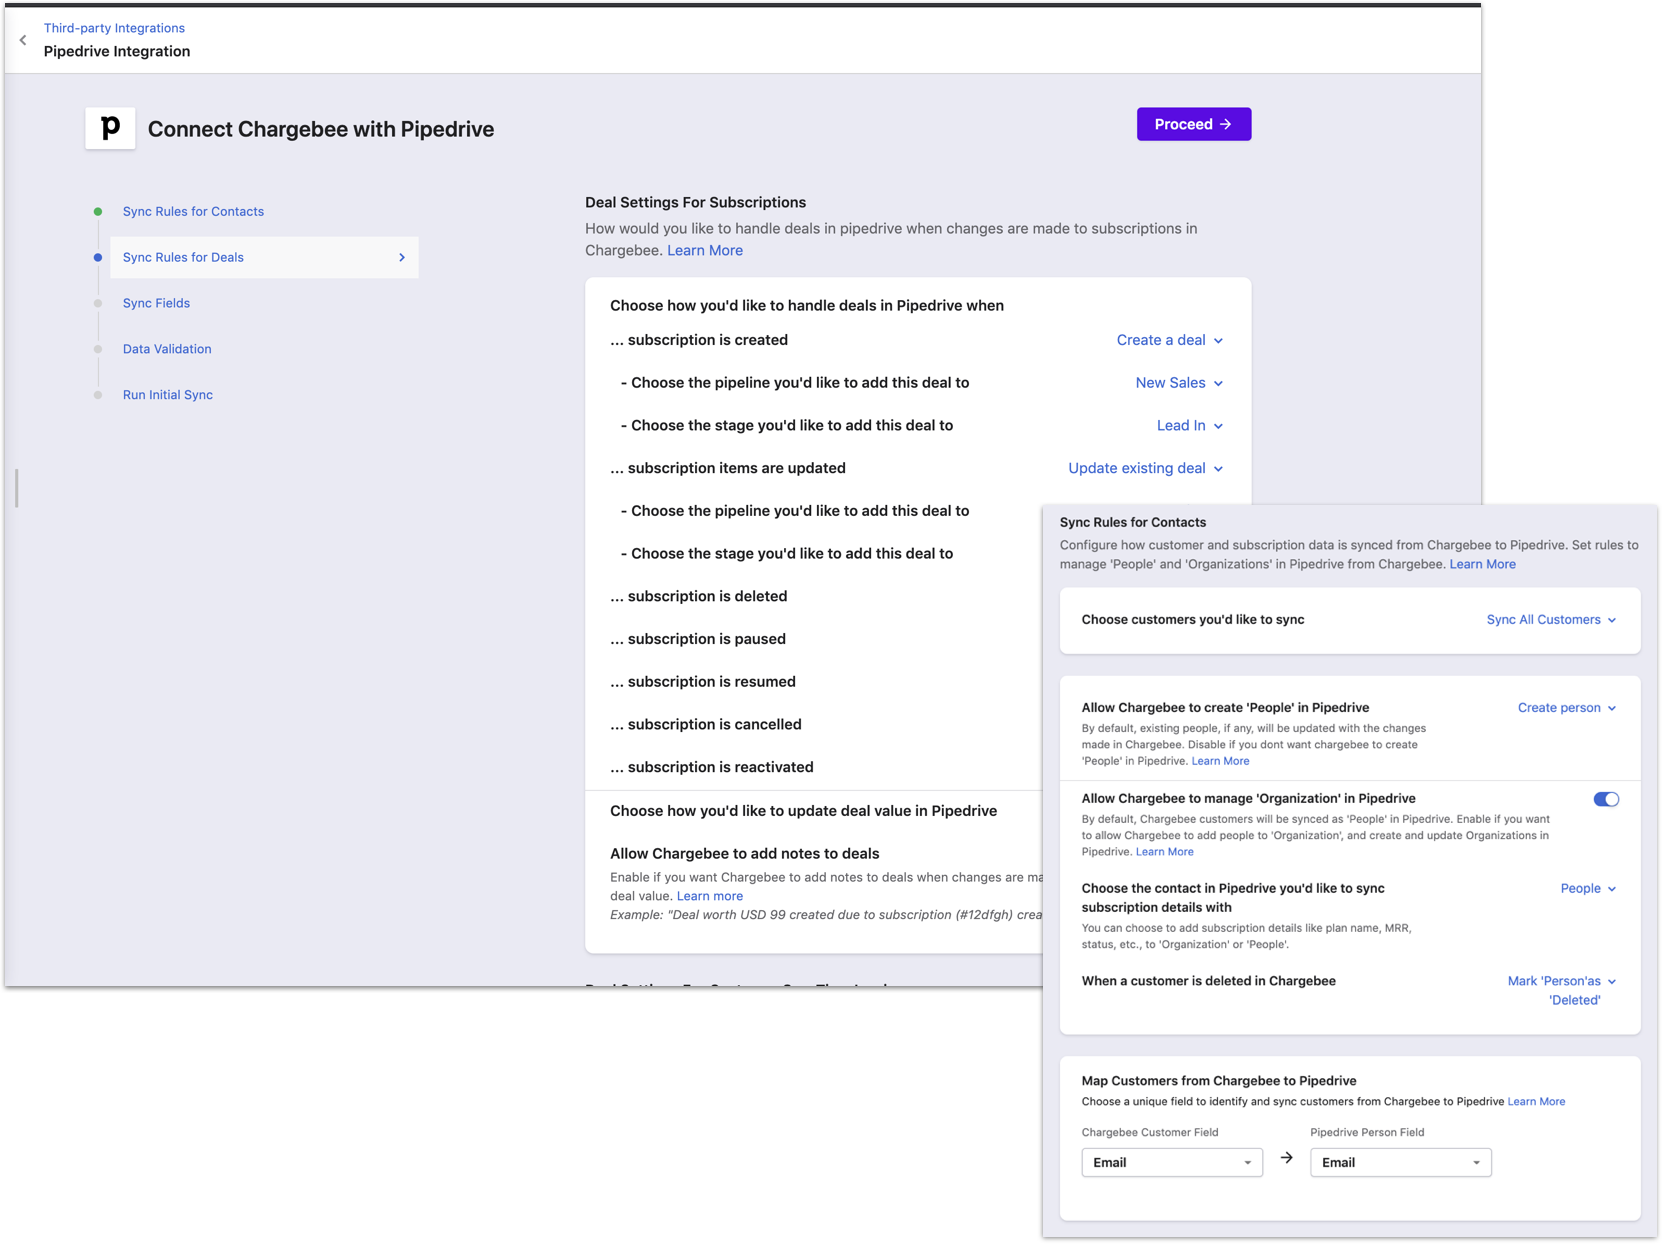 Third-party Integrations
Pipedrive Integration
p
Connect Chargebee with Pipedrive
Proceed →
Sync Rules for Contacts
Sync Rules for Deals
Sync Fields
Data Validation
Run Initial Sync
Deal Settings For Subscriptions
How would you like to handle deals in pipedrive when changes are made to subscriptions in
Chargebee. Learn More
Choose how you'd like to handle deals in Pipedrive when
... subscription is created Create a deal
- Choose the pipeline you'd like to add this deal to New Sales
- Choose the stage you'd like to add this deal to Lead In
... subscription items are updated Update existing deal
- Choose the pipeline you'd like to add this deal to
- Choose the stage you'd like to add this deal to
... subscription is deleted
... subscription is paused
... subscription is resumed
... subscription is cancelled
... subscription is reactivated
Choose how you'd like to update deal value in Pipedrive
Allow Chargebee to add notes to deals
Enable if you want Chargebee to add notes to deals when changes are ma
deal value. Learn more
Example: "Deal worth USD 99 created due to subscription (#12dfgh) crea
Sync Rules for Contacts
Configure how customer and subscription data is synced from Chargebee to Pipedrive. Set rules to
manage 'People' and 'Organizations' in Pipedrive from Chargebee. Learn More
Choose customers you'd like to sync Sync All Customers
Allow Chargebee to create 'People' in Pipedrive Create person
By default, existing people, if any, will be updated with the changes
made in Chargebee. Disable if you dont want chargebee to create
'People' in Pipedrive. Learn More
Allow Chargebee to manage 'Organization' in Pipedrive
By default, Chargebee customers will be synced as 'People' in Pipedrive. Enable if you want
to allow Chargebee to add people to 'Organization', and create and update Organizations in
Pipedrive. Learn More
Choose the contact in Pipedrive you'd like to sync People
subscription details with
You can choose to add subscription details like plan name, MRR,
status, etc., to 'Organization' or 'People'.
When a customer is deleted in Chargebee Mark 'Person'as
'Deleted'
Map Customers from Chargebee to Pipedrive
Choose a unique field to identify and sync customers from Chargebee to Pipedrive Learn More
Chargebee Customer Field Pipedrive Person Field
Email → Email